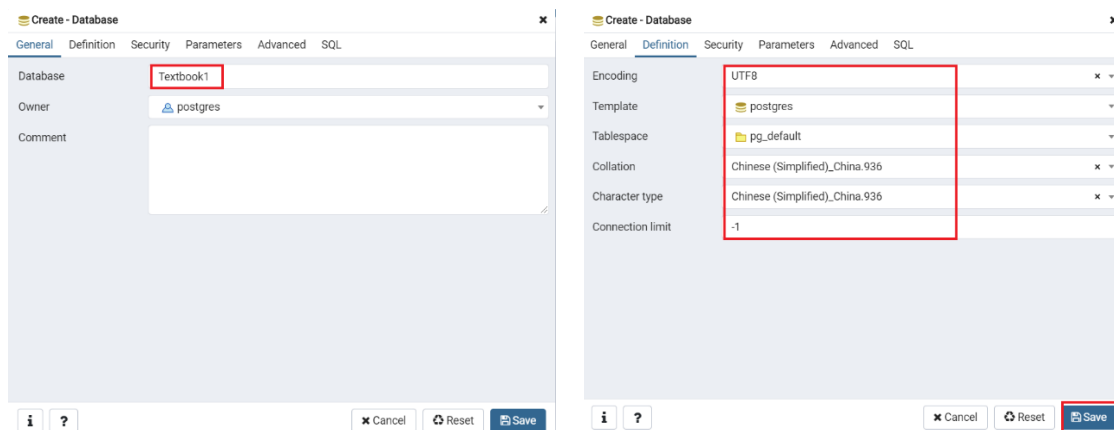 Create - Database
General Definition Security Parameters Advanced SQL
Database Textbook1
Owner postgres
Comment
i ? Cancel Reset Save
Create - Database
General Definition Security Parameters Advanced SQL
Encoding UTF8
Template postgres
Tablespace pg_default
Collation Chinese (Simplified)_China.936
Character type Chinese (Simplified)_China.936
Connection limit -1
i ? Cancel Reset Save